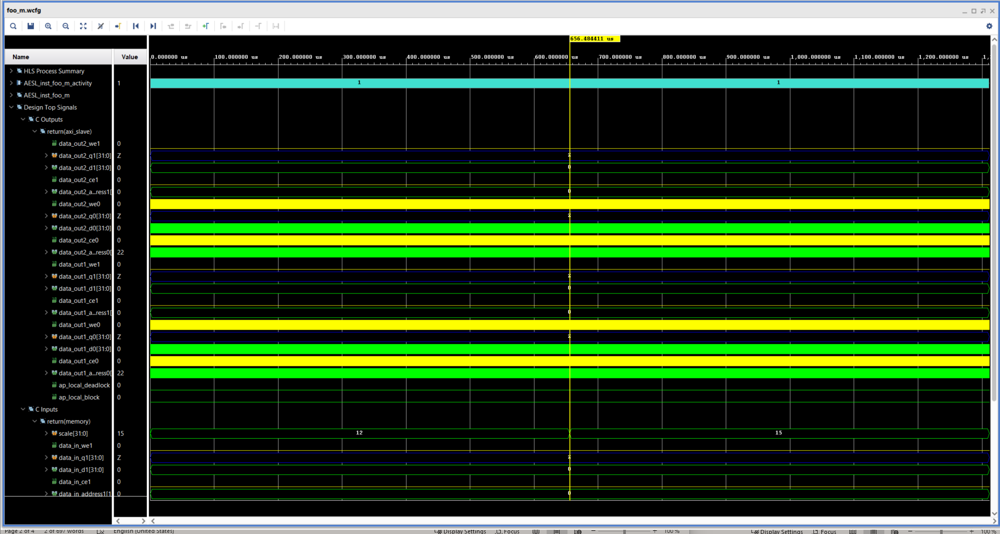 foo_m.wcfg
656.484411 us
Name Value
0.000000 us 100.000000 us 200.000000 us 300.000000 us 400.000000 us 500.000000 us 600.000000 us 700.000000 us 800.000000 us 900.000000 us 1,000.000000 us 1,100.000000 us 1,200.000000 us
HLS Process Summary
AESL_inst_foo_m_activity 1 1 1
AESL_inst_foo_m
Design Top Signals
C Outputs
return(axi_slave)
data_out2_we1 0
data_out2_q1[31:0] Z Z
data_out2_d1[31:0] 0 0
data_out2_ce1 0
data_out2_a...ress1[ 0 0
data_out2_we0 0
data_out2_q0[31:0] Z Z
data_out2_d0[31:0] 0
data_out2_ce0 0
data_out2_a...ress0[ 22
data_out1_we1 0
data_out1_q1[31:0] Z Z
data_out1_d1[31:0] 0 0
data_out1_ce1 0
data_out1_a...ress1[ 0 0
data_out1_we0 0
data_out1_q0[31:0] Z Z
data_out1_d0[31:0] 0
data_out1_ce0 0
data_out1_a...ress0[ 22
ap_local_deadlock 0
ap_local_block 0
C Inputs
return(memory)
scale[31:0] 15 12 15
data_in_we1 0
data_in_q1[31:0] Z Z
data_in_d1[31:0] 0 0
data_in_ce1 0
data_in_address1[1 0 0
Page 2 of 4 2 of 697 words English (United States) Display Settings Focus 100 % Display Settings Focus 100 %